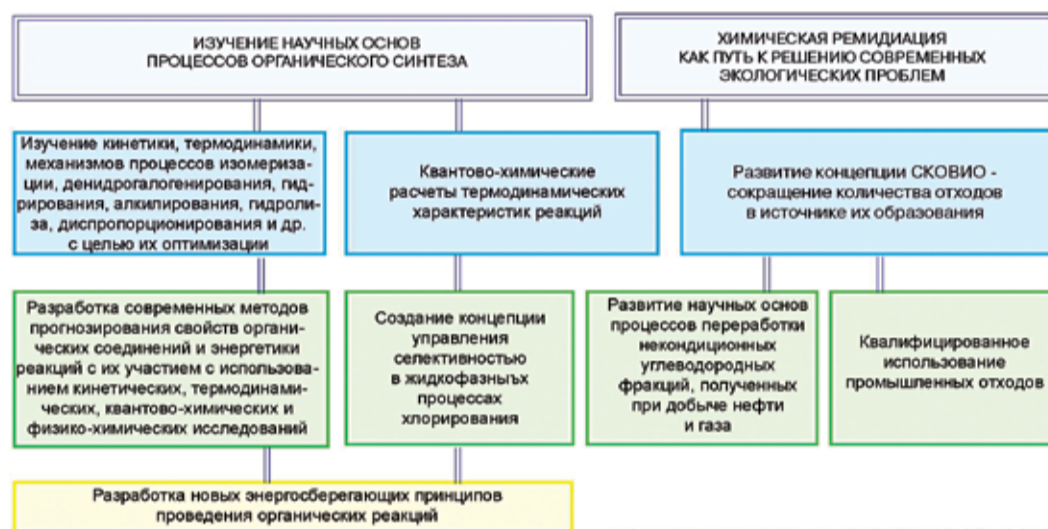 ИЗУЧЕНИЕ НАУЧНЫХ ОСНОВ
ПРОЦЕССОВ ОРГАНИЧЕСКОГО СИНТЕЗА
ХИМИЧЕСКАЯ РЕМИДИАЦИЯ
КАК ПУТЬ К РЕШЕНИЮ СОВРЕМЕННЫХ
ЭКОЛОГИЧЕСКИХ ПРОБЛЕМ
Изучение кинетики, термодинамики,
механизмов процессов изомериза-
ции, денидрогалогенирования, гид-
рирования, алкилирования, гидроли-
за, диспропорционирования и др.
с целью их оптимизации
Квантово-химические
расчеты термодинамических
характеристик реакций
Развитие концепции СКОВИО -
сокращение количества отходов
в источнике их образования
Разработка современных методов
прогнозирования свойств органи-
ческих соединений и энергетики
реакций с их участием с использова-
нием кинетических, термодинами-
ческих, квантово-химических и
физико-химических исследований
Создание концепции
управления
селективностью
в жидкофазныъх
процессах
хлорирования
Развитие научных основ
процессов переработки
некондиционных
углеводородных
фракций, полученных
при добыче нефти
и газа
Квалифицированное
использование
промышленных отходов
Разработка новых энергосберегающих принципов
проведения органических реакций